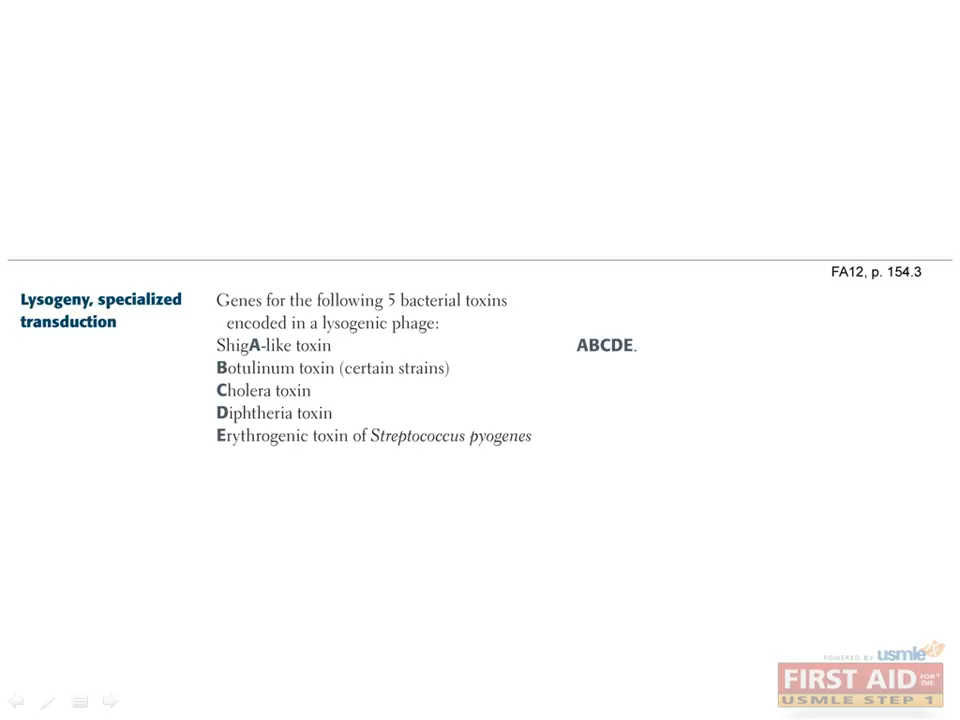 FA12, p. 154.3
Lysogeny, specialized
transduction
Genes for the following 5 bacterial toxins
encoded in a lysogenic phage:
ShigA-like toxin
ABCDE.
Botulinum toxin (certain strains)
Cholera toxin
Diphtheria toxin
Erythrogenic toxin of Streptococcus pyogenes
POWERED BY usmle
FIRST AID FOR THE
USMLE STEP 1